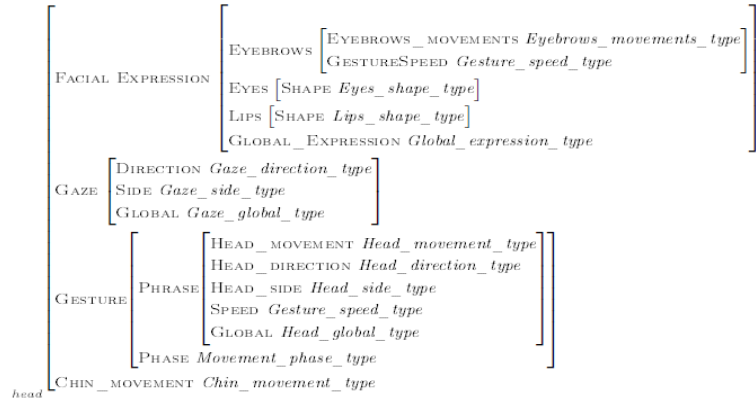 EYEBROWS [EYEBROWS_MOVEMENTS Eyebrows_movements_type
GESTURESPEED Gesture_speed_type]
FACIAL EXPRESSION
EYES [SHAPE Eyes_shape_type]
LIPS [SHAPE Lips_shape_type]
GLOBAL_EXPRESSION Global_expression_type
DIRECTION Gaze_direction_type
GAZE SIDE Gaze_side_type
GLOBAL Gaze_global_type
HEAD_MOVEMENT Head_movement_type
HEAD_DIRECTION Head_direction_type
GESTURE PHRASE HEAD_SIDE Head_side_type
SPEED Gesture_speed_type
GLOBAL Head_global_type
PHASE Movement_phase_type
CHIN_MOVEMENT Chin_movement_type
head